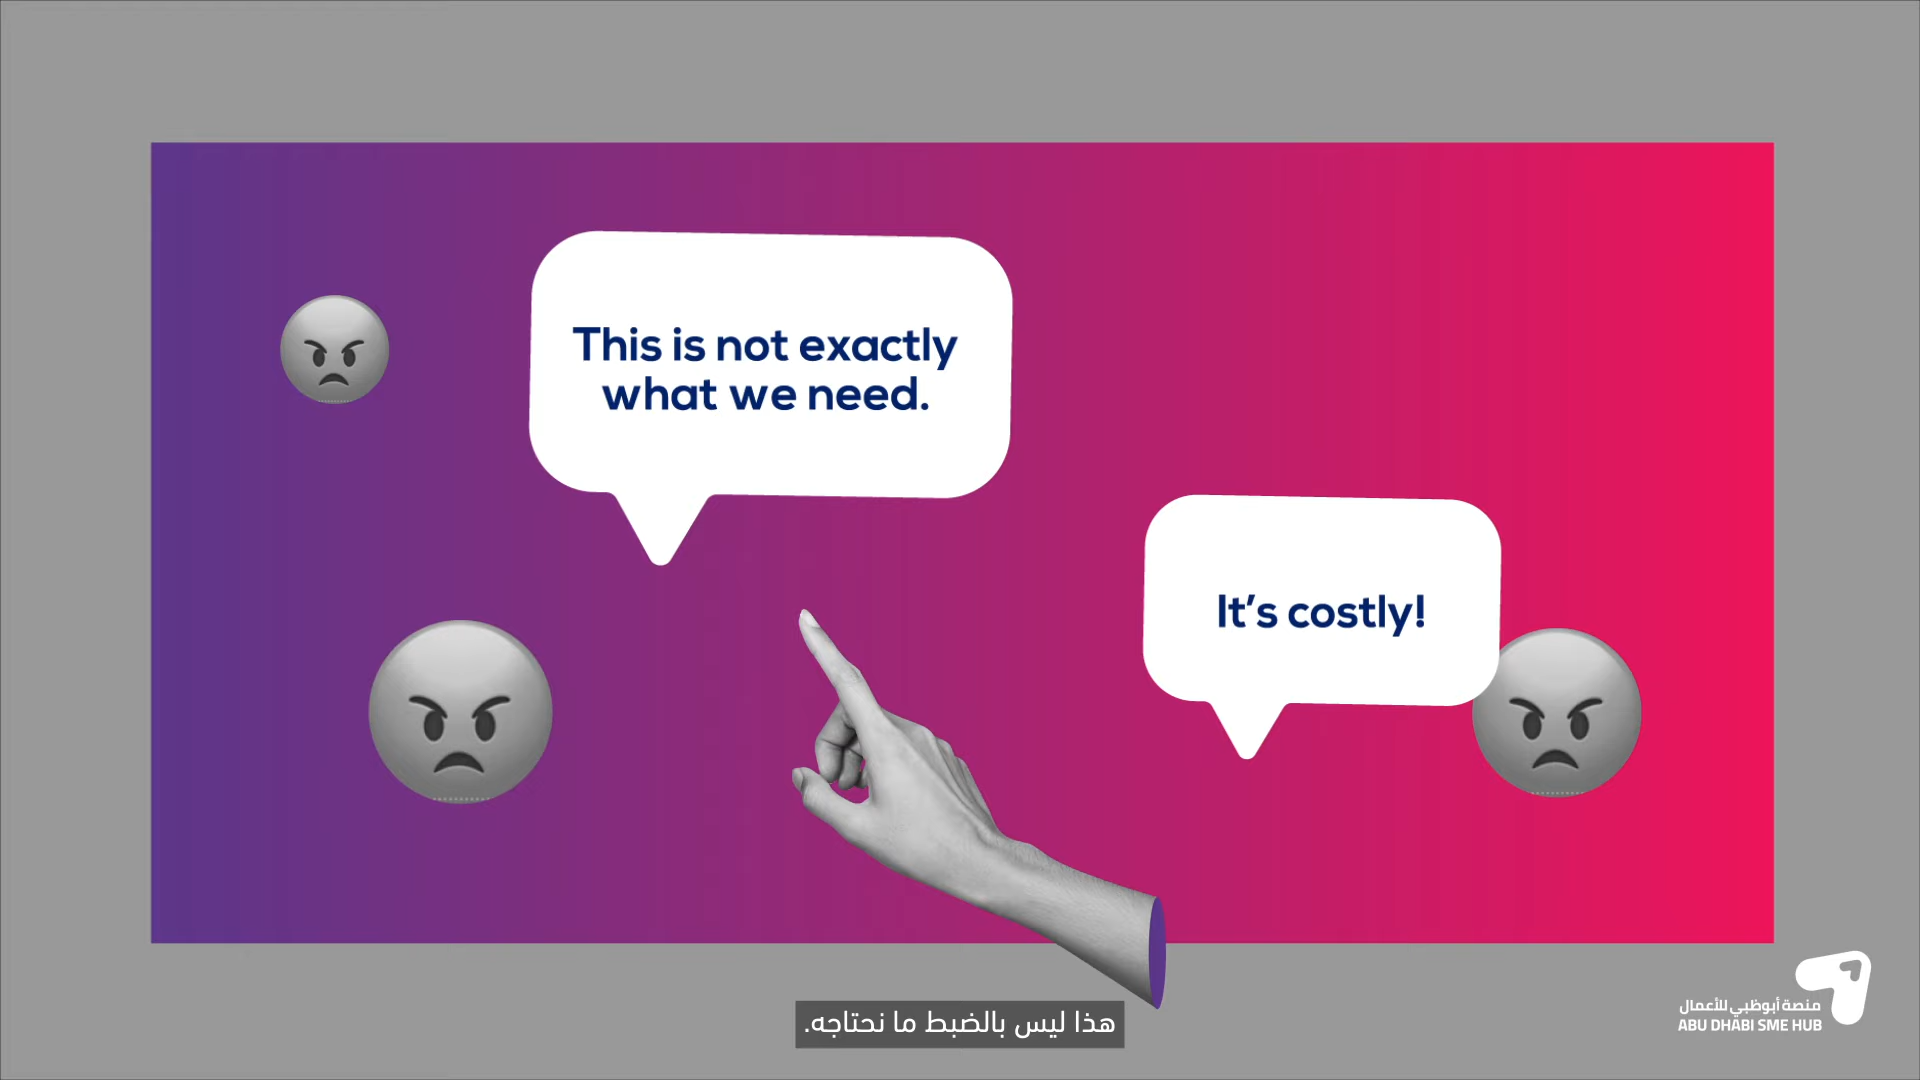 This is not exactly
what we need.
It's costly!
هذا ليس بالضبط ما نحتاجه.
منصة أبوظبي للأعمال
ABU DHABI SME HUB